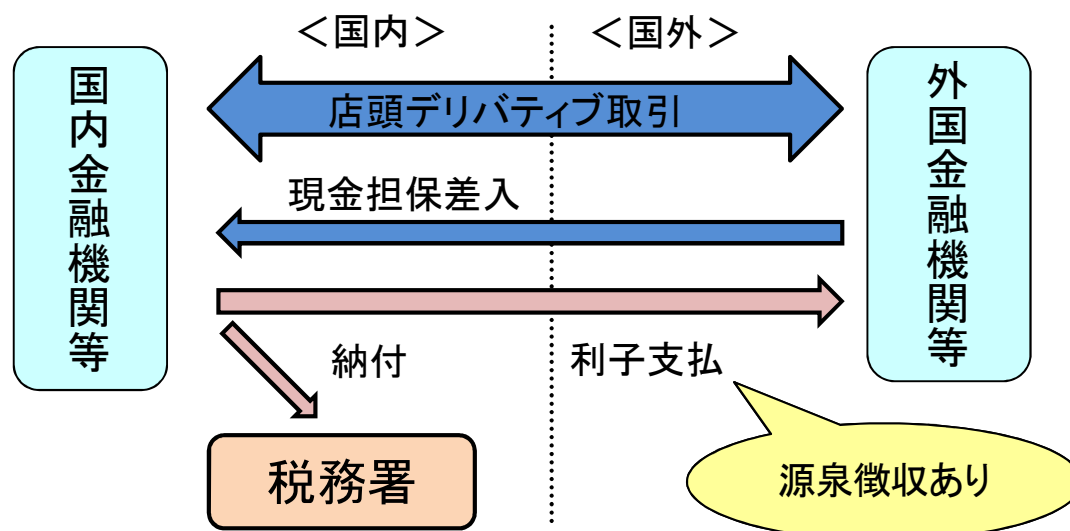 ＜国内＞
＜国外＞
国内金融機関等
外国金融機関等
店頭デリバティブ取引
現金担保差入
納付
利子支払
税務署
源泉徴収あり